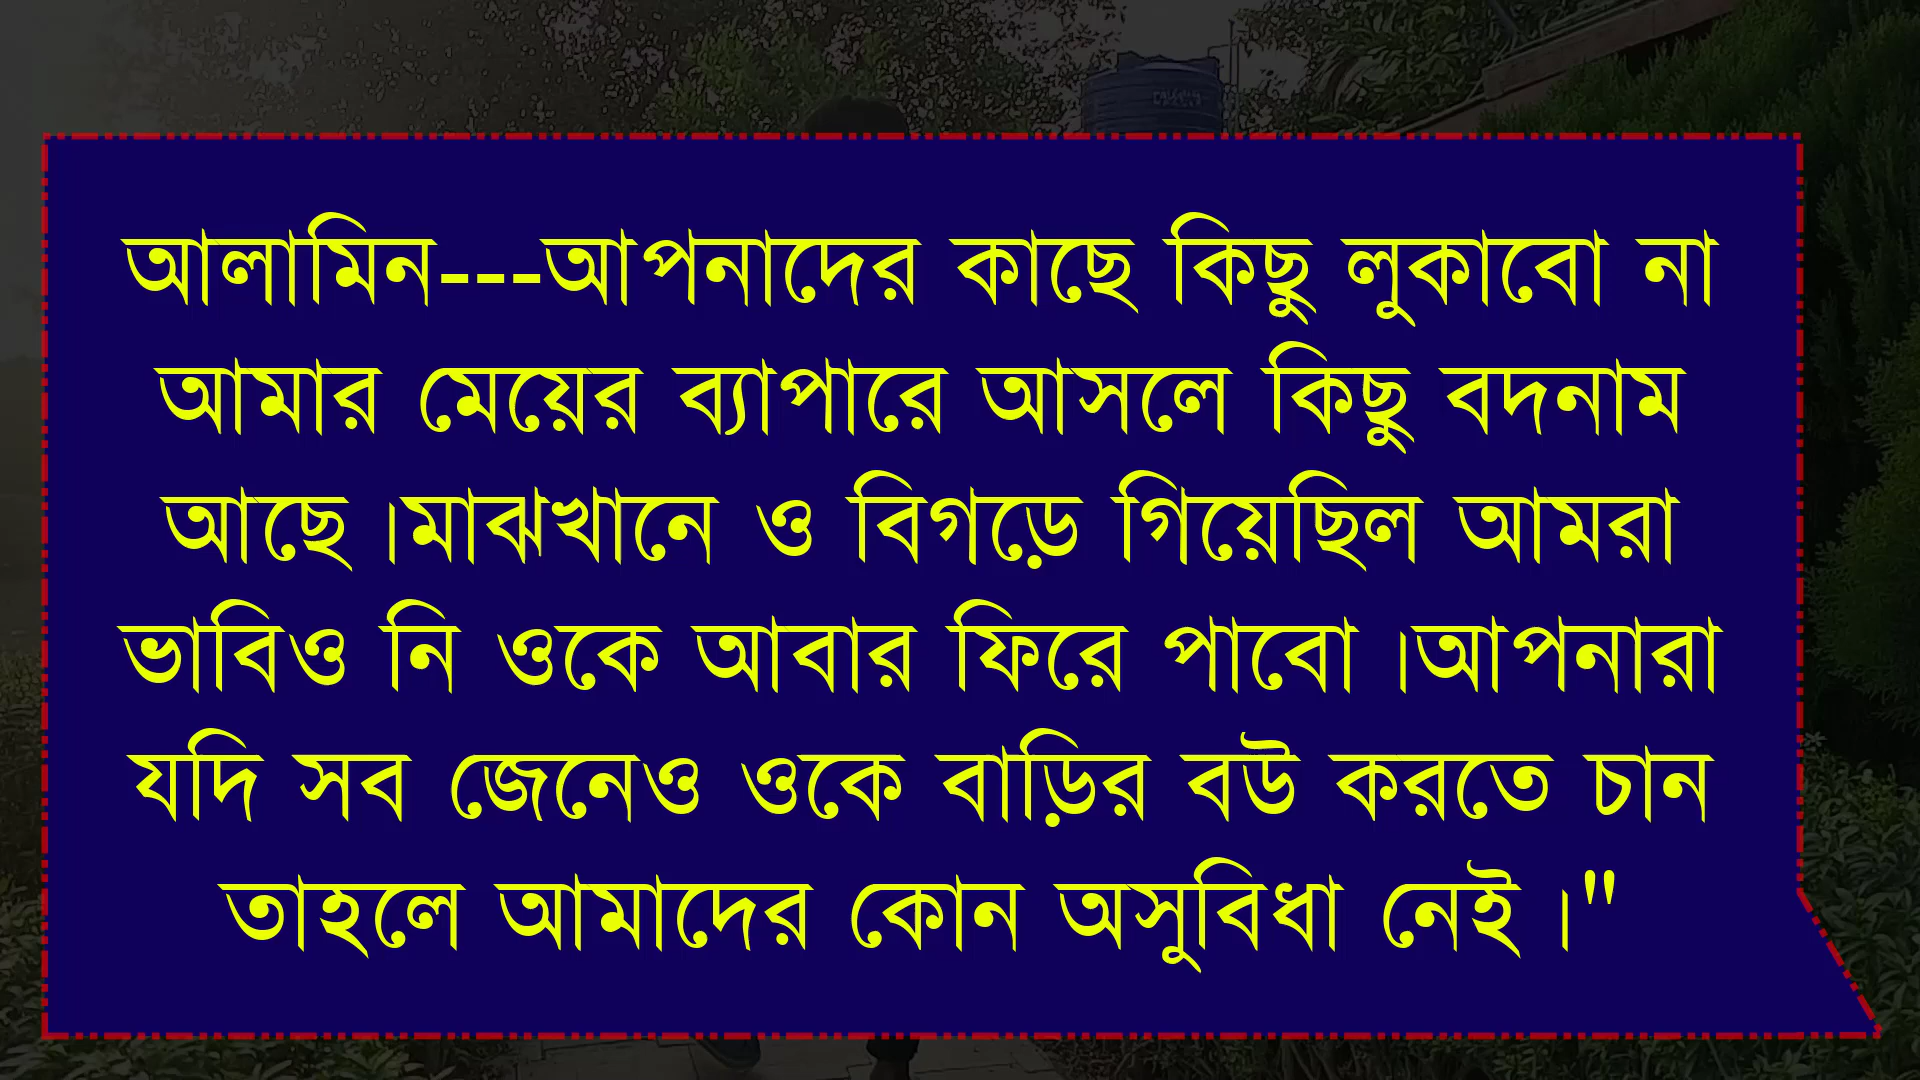 আলামিন---আপনাদের কাছে কিছু লুকাবো না
আমার মেয়ের ব্যাপারে আসলে কিছু বদনাম
আছে।মাঝখানে ও বিগড়ে গিয়েছিল আমরা
ভাবিও নি ওকে আবার ফিরে পাবো।আপনারা
যদি সব জেনেও ওকে বাড়ির বউ করতে চান
তাহলে আমাদের কোন অসুবিধা নেই।"